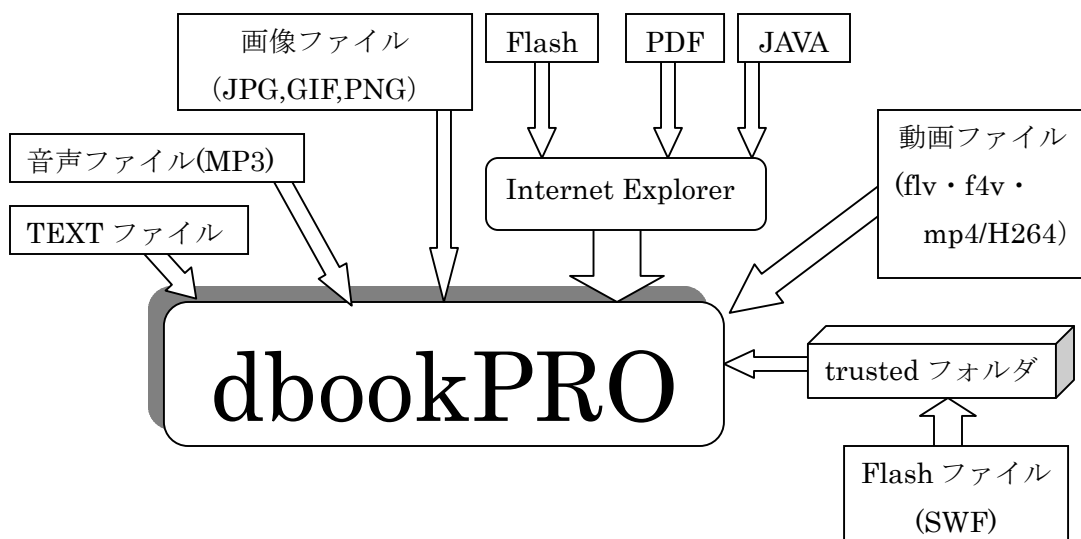 画像ファイル
（JPG,GIF,PNG）
Flash
PDF
JAVA
音声ファイル(MP3)
TEXT ファイル
Internet Explorer
動画ファイル
(flv・f4v・
mp4/H264）
dbookPRO
trusted フォルダ
Flash ファイル
(SWF)